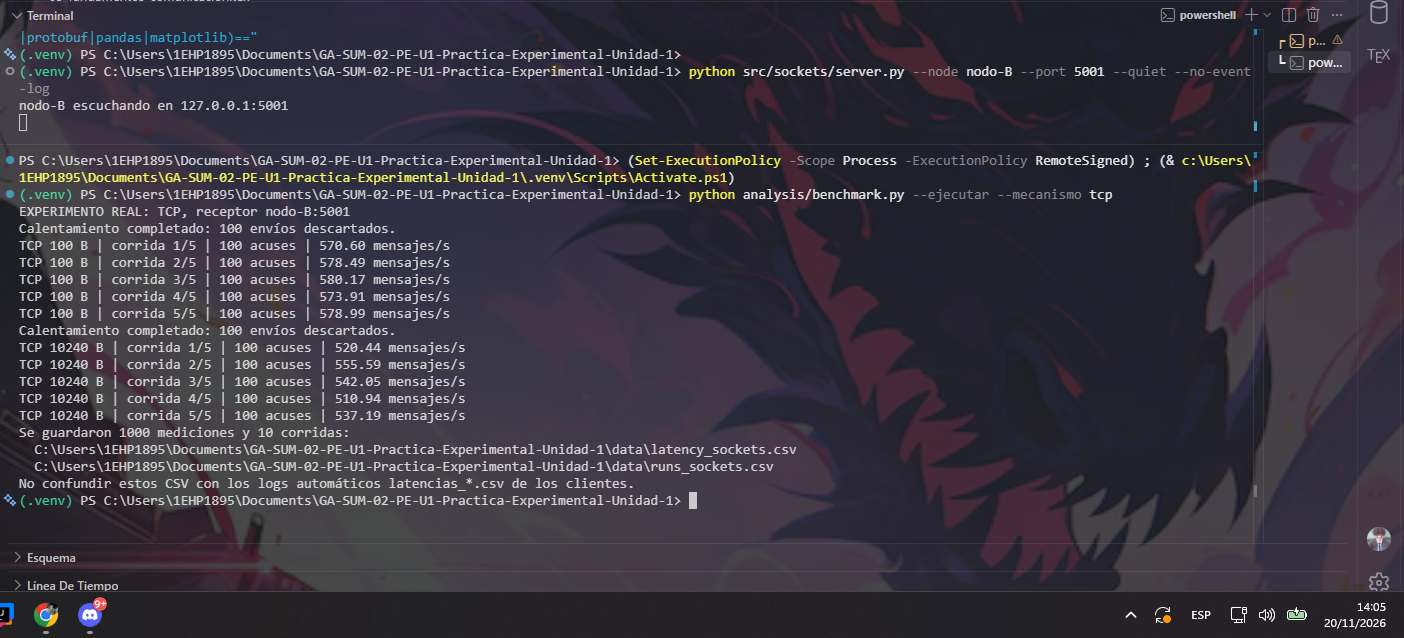 Terminal
powershell
|protobuf|pandas|matplotlib)=="
(.venv) PS C:\Users\1EHP1895\Documents\GA-SUM-02-PE-U1-Practica-Experimental-Unidad-1>
(.venv) PS C:\Users\1EHP1895\Documents\GA-SUM-02-PE-U1-Practica-Experimental-Unidad-1> python src/sockets/server.py --node nodo-B --port 5001 --quiet --no-event
-log
nodo-B escuchando en 127.0.0.1:5001
p...
pow...
TEX
PS C:\Users\1EHP1895\Documents\GA-SUM-02-PE-U1-Practica-Experimental-Unidad-1> (Set-ExecutionPolicy -Scope Process -ExecutionPolicy RemoteSigned) ; (& c:\Users\
1EHP1895\Documents\GA-SUM-02-PE-U1-Practica-Experimental-Unidad-1\.venv\Scripts\Activate.ps1)
(.venv) PS C:\Users\1EHP1895\Documents\GA-SUM-02-PE-U1-Practica-Experimental-Unidad-1> python analysis/benchmark.py --ejecutar --mecanismo tcp
EXPERIMENTO REAL: TCP, receptor nodo-B:5001
Calentamiento completado: 100 envíos descartados.
TCP 100 B | corrida 1/5 | 100 acuses | 570.60 mensajes/s
TCP 100 B | corrida 2/5 | 100 acuses | 578.49 mensajes/s
TCP 100 B | corrida 3/5 | 100 acuses | 580.17 mensajes/s
TCP 100 B | corrida 4/5 | 100 acuses | 573.91 mensajes/s
TCP 100 B | corrida 5/5 | 100 acuses | 578.99 mensajes/s
Calentamiento completado: 100 envíos descartados.
TCP 10240 B | corrida 1/5 | 100 acuses | 520.44 mensajes/s
TCP 10240 B | corrida 2/5 | 100 acuses | 555.59 mensajes/s
TCP 10240 B | corrida 3/5 | 100 acuses | 542.05 mensajes/s
TCP 10240 B | corrida 4/5 | 100 acuses | 510.94 mensajes/s
TCP 10240 B | corrida 5/5 | 100 acuses | 537.19 mensajes/s
Se guardaron 1000 mediciones y 10 corridas:
C:\Users\1EHP1895\Documents\GA-SUM-02-PE-U1-Practica-Experimental-Unidad-1\data\latency_sockets.csv
C:\Users\1EHP1895\Documents\GA-SUM-02-PE-U1-Practica-Experimental-Unidad-1\data\runs_sockets.csv
No confundir estos CSV con los logs automáticos latencias_*.csv de los clientes.
(.venv) PS C:\Users\1EHP1895\Documents\GA-SUM-02-PE-U1-Practica-Experimental-Unidad-1>
Esquema
Línea De Tiempo
9+
ESP
14:05
20/11/2026